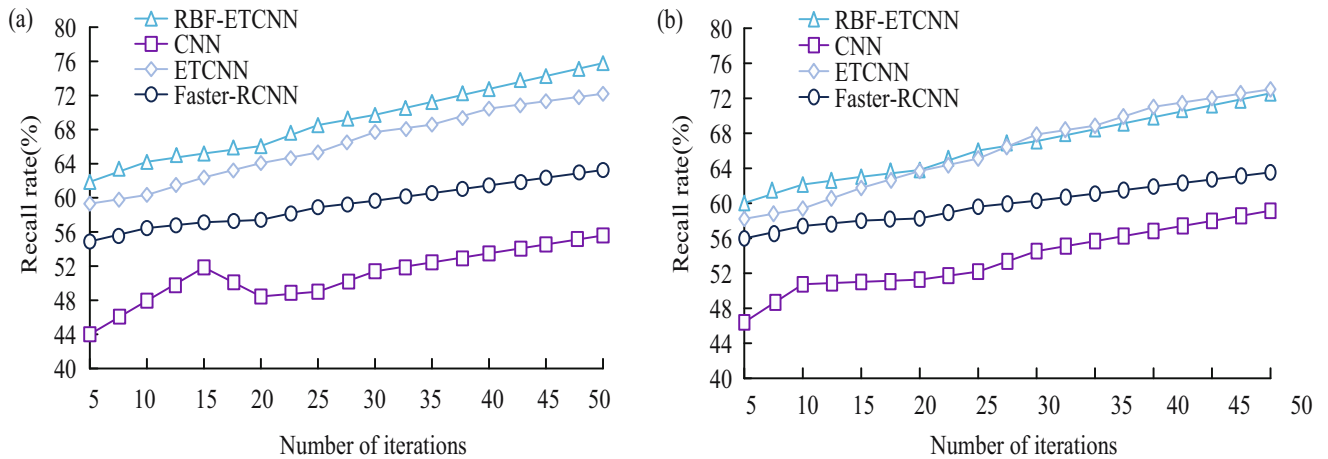 (a)
RBF-ETCNN
CNN
ETCNN
Faster-RCNN
80
76
72
68
64
60
56
52
48
44
40
Recall rate(%)
5 10 15 20 25 30 35 40 45 50
Number of iterations
(b)
RBF-ETCNN
CNN
ETCNN
Faster-RCNN
80
76
72
68
64
60
56
52
48
44
40
Recall rate(%)
5 10 15 20 25 30 35 40 45 50
Number of iterations